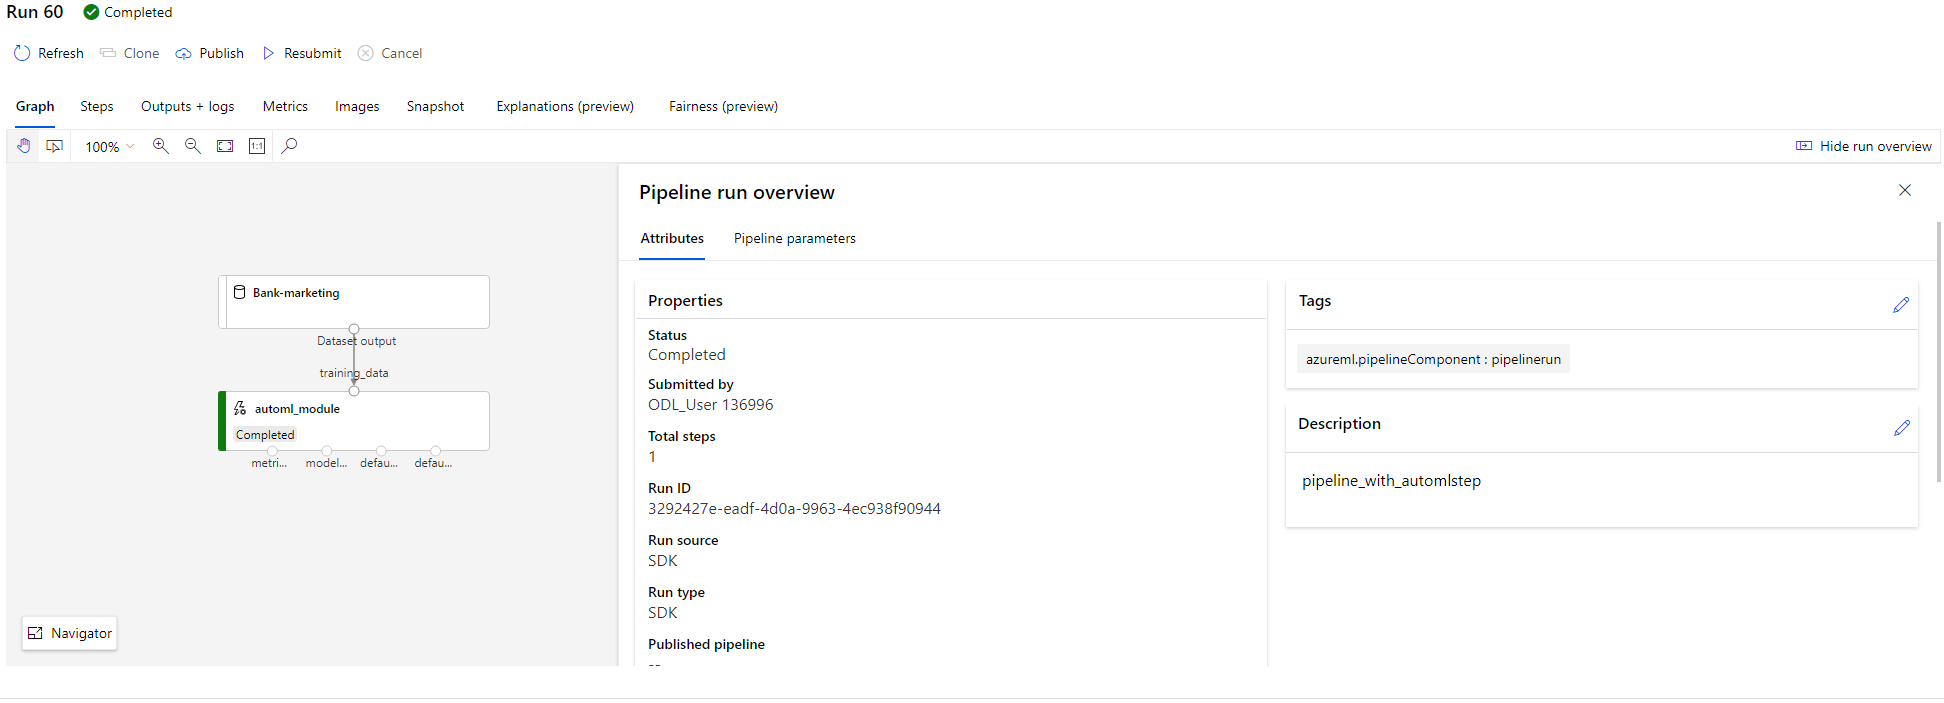 Run 60 Completed
Refresh Clone Publish Resubmit Cancel
Graph Steps Outputs + logs Metrics Images Snapshot Explanations (preview) Fairness (preview)
100% 1:1 Hide run overview
Bank-marketing
Dataset output
training_data
automl_module
Completed
metri... model... defau... defau...
Navigator
Pipeline run overview
Attributes Pipeline parameters
Properties
Status
Completed
Submitted by
ODL_User 136996
Total steps
1
Run ID
3292427e-eadf-4d0a-9963-4ec938f90944
Run source
SDK
Run type
SDK
Published pipeline
Tags
azureml.pipelineComponent : pipelinerun
Description
pipeline_with_automlstep